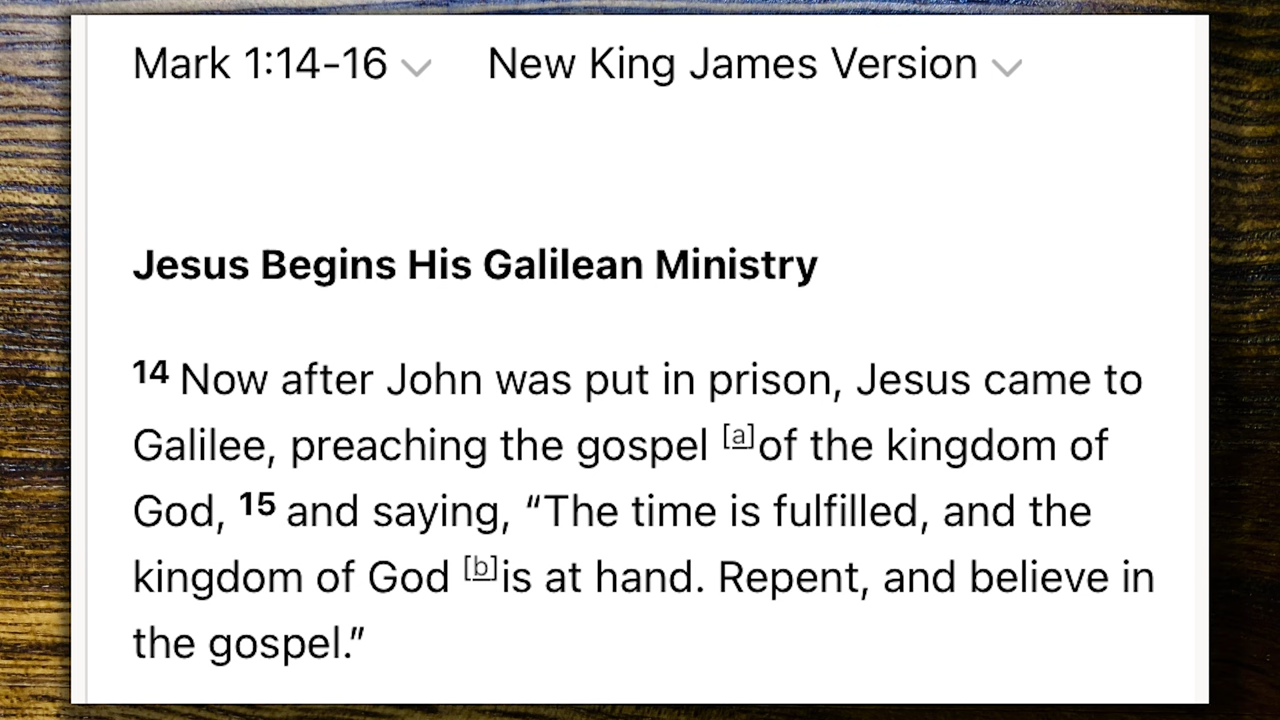 Mark 1:14-16 New King James Version
Jesus Begins His Galilean Ministry
14 Now after John was put in prison, Jesus came to
Galilee, preaching the gospel [a]of the kingdom of
God, 15 and saying, “The time is fulfilled, and the
kingdom of God [b]is at hand. Repent, and believe in
the gospel.”